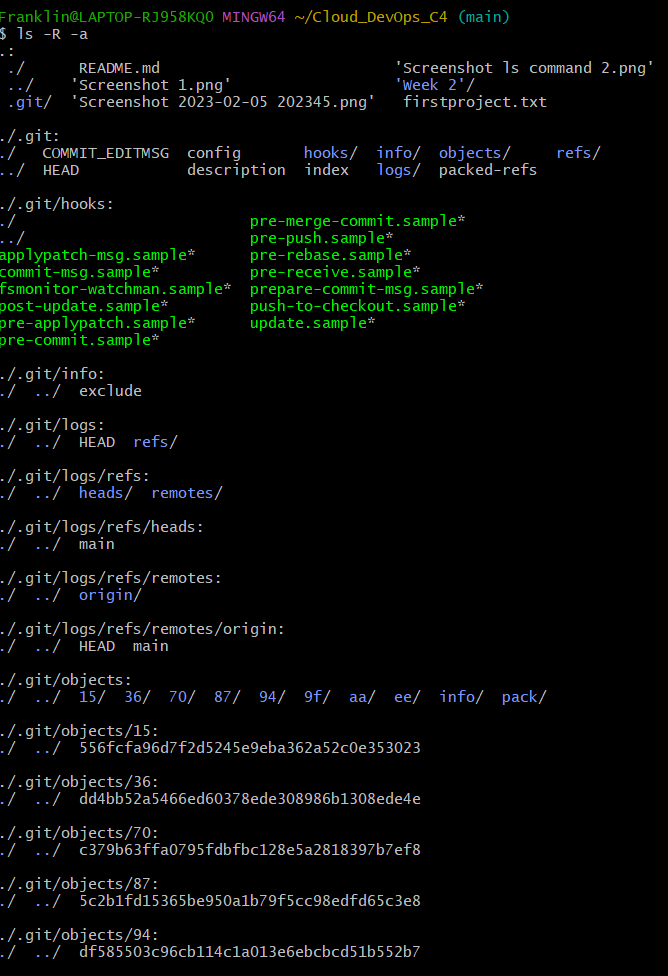 Franklin@LAPTOP-RJ958KQO MINGW64 ~/Cloud_DevOps_C4 (main)
$ ls -R -a
.:
./ README.md 'Screenshot ls command 2.png'
../ 'Screenshot 1.png' 'Week 2'/
.git/ 'Screenshot 2023-02-05 202345.png' firstproject.txt
./.git:
./ COMMIT_EDITMSG config hooks/ info/ objects/ refs/
../ HEAD description index logs/ packed-refs
./.git/hooks:
./ pre-merge-commit.sample*
../ pre-push.sample*
applypatch-msg.sample* pre-rebase.sample*
commit-msg.sample* pre-receive.sample*
fsmonitor-watchman.sample* prepare-commit-msg.sample*
post-update.sample* push-to-checkout.sample*
pre-applypatch.sample* update.sample*
pre-commit.sample*
./.git/info:
./ ../ exclude
./.git/logs:
./ ../ HEAD refs/
./.git/logs/refs:
./ ../ heads/ remotes/
./.git/logs/refs/heads:
./ ../ main
./.git/logs/refs/remotes:
./ ../ origin/
./.git/logs/refs/remotes/origin:
./ ../ HEAD main
./.git/objects:
./ ../ 15/ 36/ 70/ 87/ 94/ 9f/ aa/ ee/ info/ pack/
./.git/objects/15:
./ ../ 556fcfa96d7f2d5245e9eba362a52c0e353023
./.git/objects/36:
./ ../ dd4bb52a5466ed60378ede308986b1308ede4e
./.git/objects/70:
./ ../ c379b63ffa0795fdbfbc128e5a2818397b7ef8
./.git/objects/87:
./ ../ 5c2b1fd15365be950a1b79f5cc98edfd65c3e8
./.git/objects/94:
./ ../ df585503c96cb114c1a013e6ebcbcd51b552b7